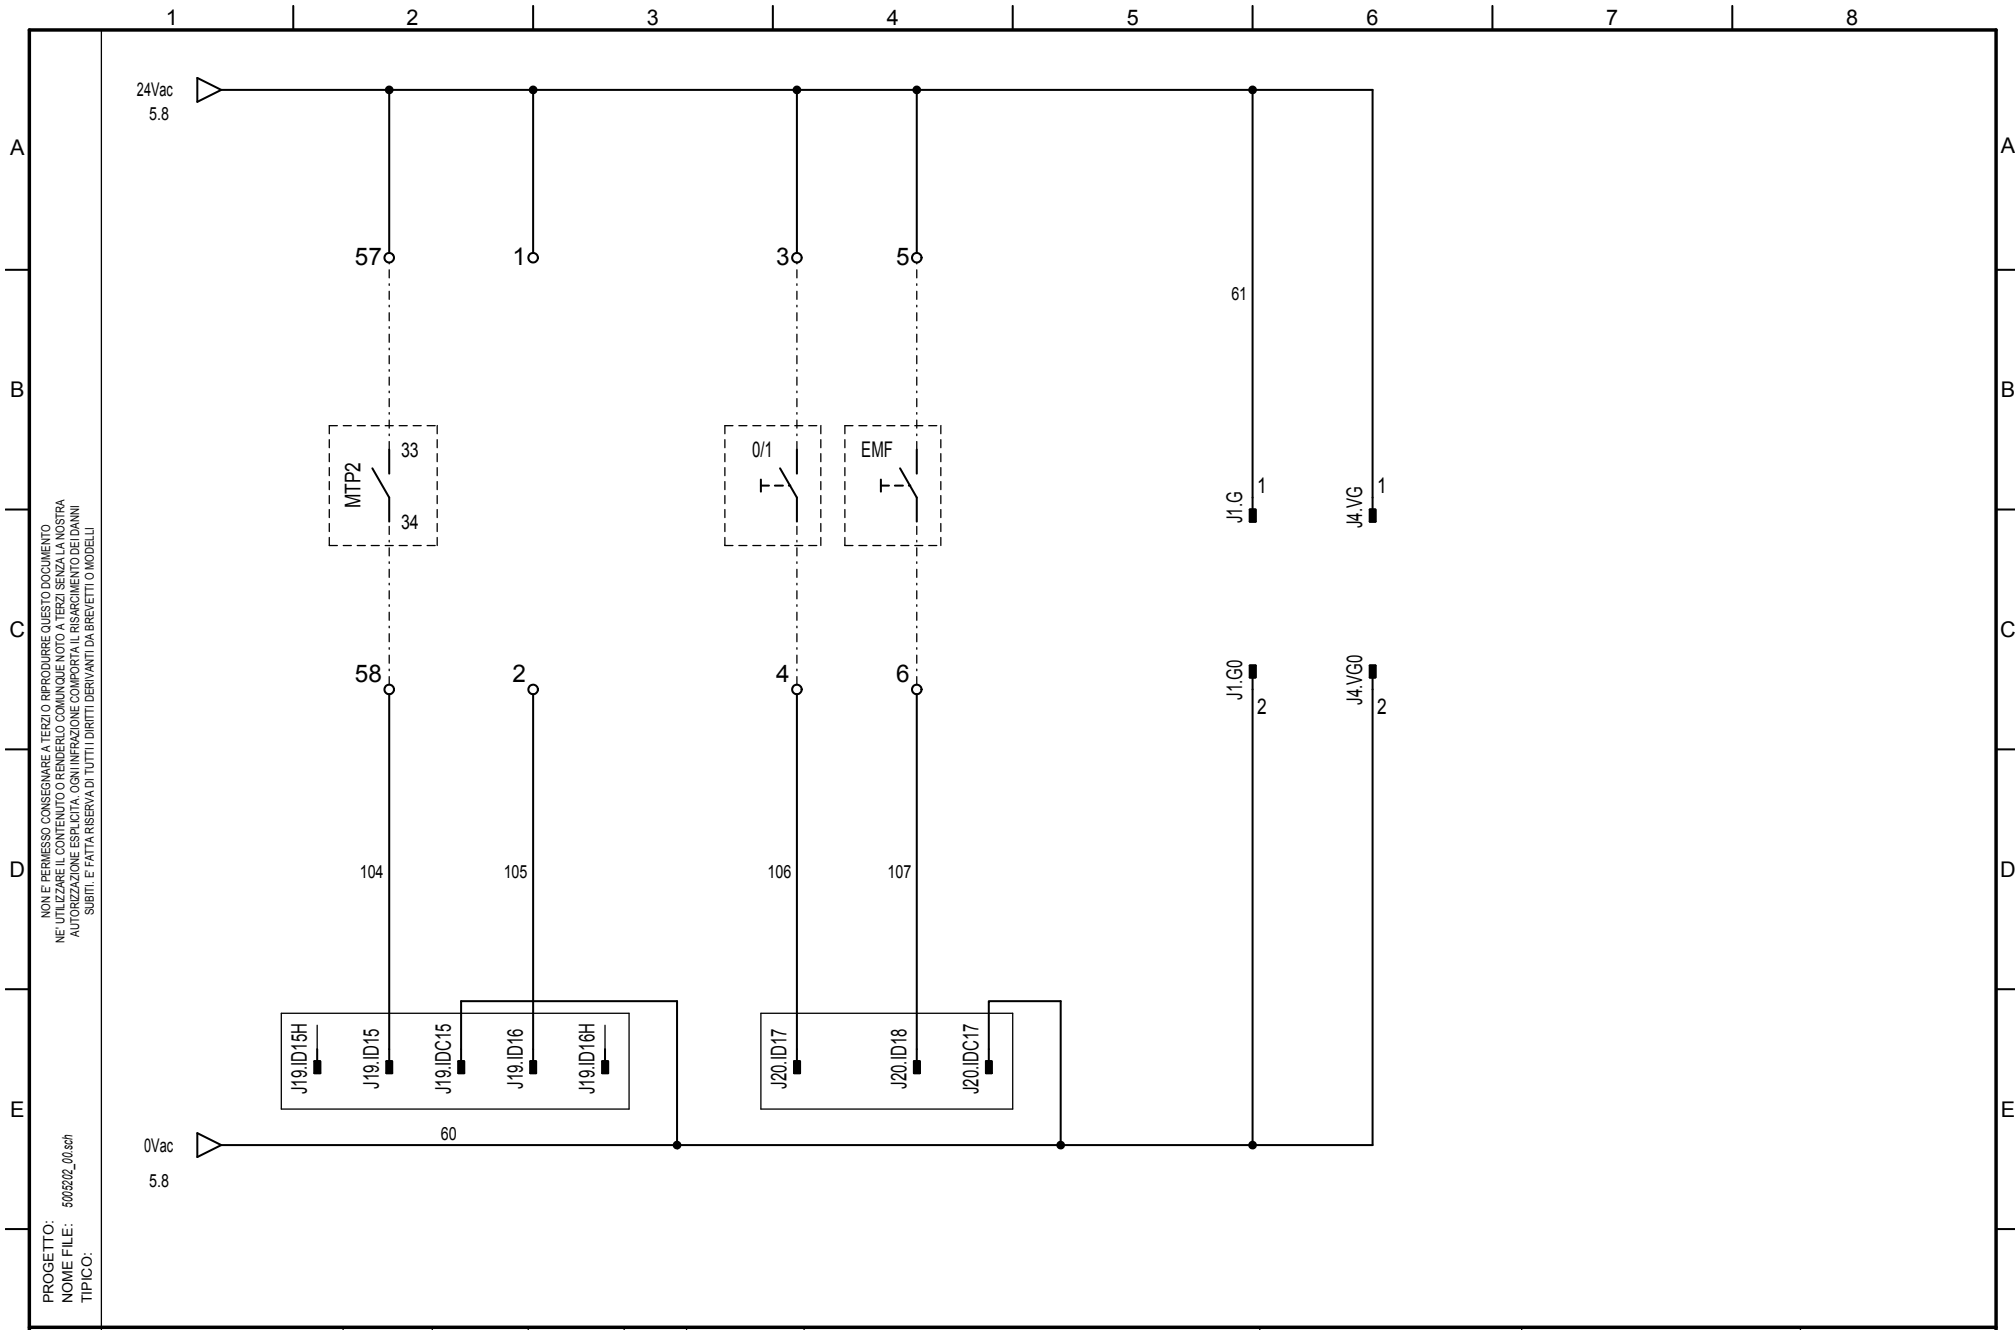 1 2 3 4 5 6 7 8
24Vac
5.8
A A
57 1 3 5
61
B B
33 0/1 EMF
MTP2
34
1 1
J1.G J4.VG
C C
58 2 4 6
J1.G0 J4.VG0
2 2
D D
104 105 106 107
J19.ID15H J19.ID15 J19.IDC15 J19.ID16 J19.ID16H J20.ID17 J20.ID18 J20.IDC17
E E
0Vac
60
5.8
NON E' PERMESSO CONSEGNARE A TERZI O RIPRODURRE QUESTO DOCUMENTO
NE' UTILIZZARE IL CONTENUTO O RENDERLO COMUNQUE NOTO A TERZI SENZA LA NOSTRA
AUTORIZZAZIONE ESPLICITA. OGNI INFRAZIONE COMPORTA IL RISARCIMENTO DEI DANNI
SUBITI. E' FATTA RISERVA DI TUTTI I DIRITTI DERIVANTI DA BREVETTI O MODELLI
PROGETTO:
NOME FILE: 5005202_00.sch
TIPICO: